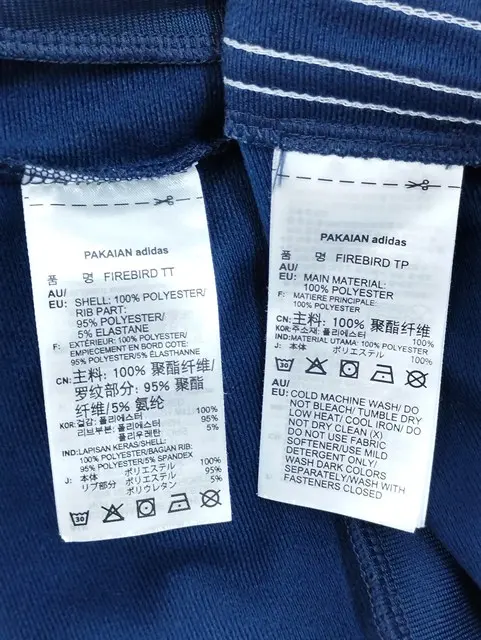 PAKAIAN adidas
품 명 FIREBIRD TT
AU/
EU: SHELL: 100% POLYESTER/
RIB PART:
95% POLYESTER/
5% ELASTANE
F: EXTÉRIEUR: 100% POLYESTER/
EMPIECEMENT EN BORD COTE:
95% POLYESTER/5% ÉLASTHANNE
CN: 主料: 100% 聚酯纤维/
罗纹部分: 95% 聚酯
纤维/5% 氨纶
KOR: 겉감: 폴리에스터 100%
리브부분: 폴리에스터 95%
폴리우레탄 5%
IND: LAPISAN KERAS/SHELL:
100% POLYESTER/BAGIAN RIB:
95% POLYESTER/5% SPANDEX
J: 本体 ポリエステル 100%
リブ部分 ポリエステル 95%
ポリウレタン 5%
30
PAKAIAN adidas
품 명 FIREBIRD TP
AU/
EU: MAIN MATERIAL:
100% POLYESTER
F: MATIERE PRINCIPALE:
100% POLYESTER
CN: 主料: 100% 聚酯纤维
KOR: 주소재: 폴리에스터 100%
IND: MATERIAL UTAMA: 100% POLYESTER
J: 本体 ポリエステル 100%
30
AU/
EU: COLD MACHINE WASH/ DO
NOT BLEACH/ TUMBLE DRY
LOW HEAT/ COOL IRON/ DO
NOT DRY CLEAN (X)
DO NOT USE FABRIC
SOFTENER/USE MILD
DETERGENT ONLY/
WASH DARK COLORS
SEPARATELY/WASH WITH
FASTENERS CLOSED